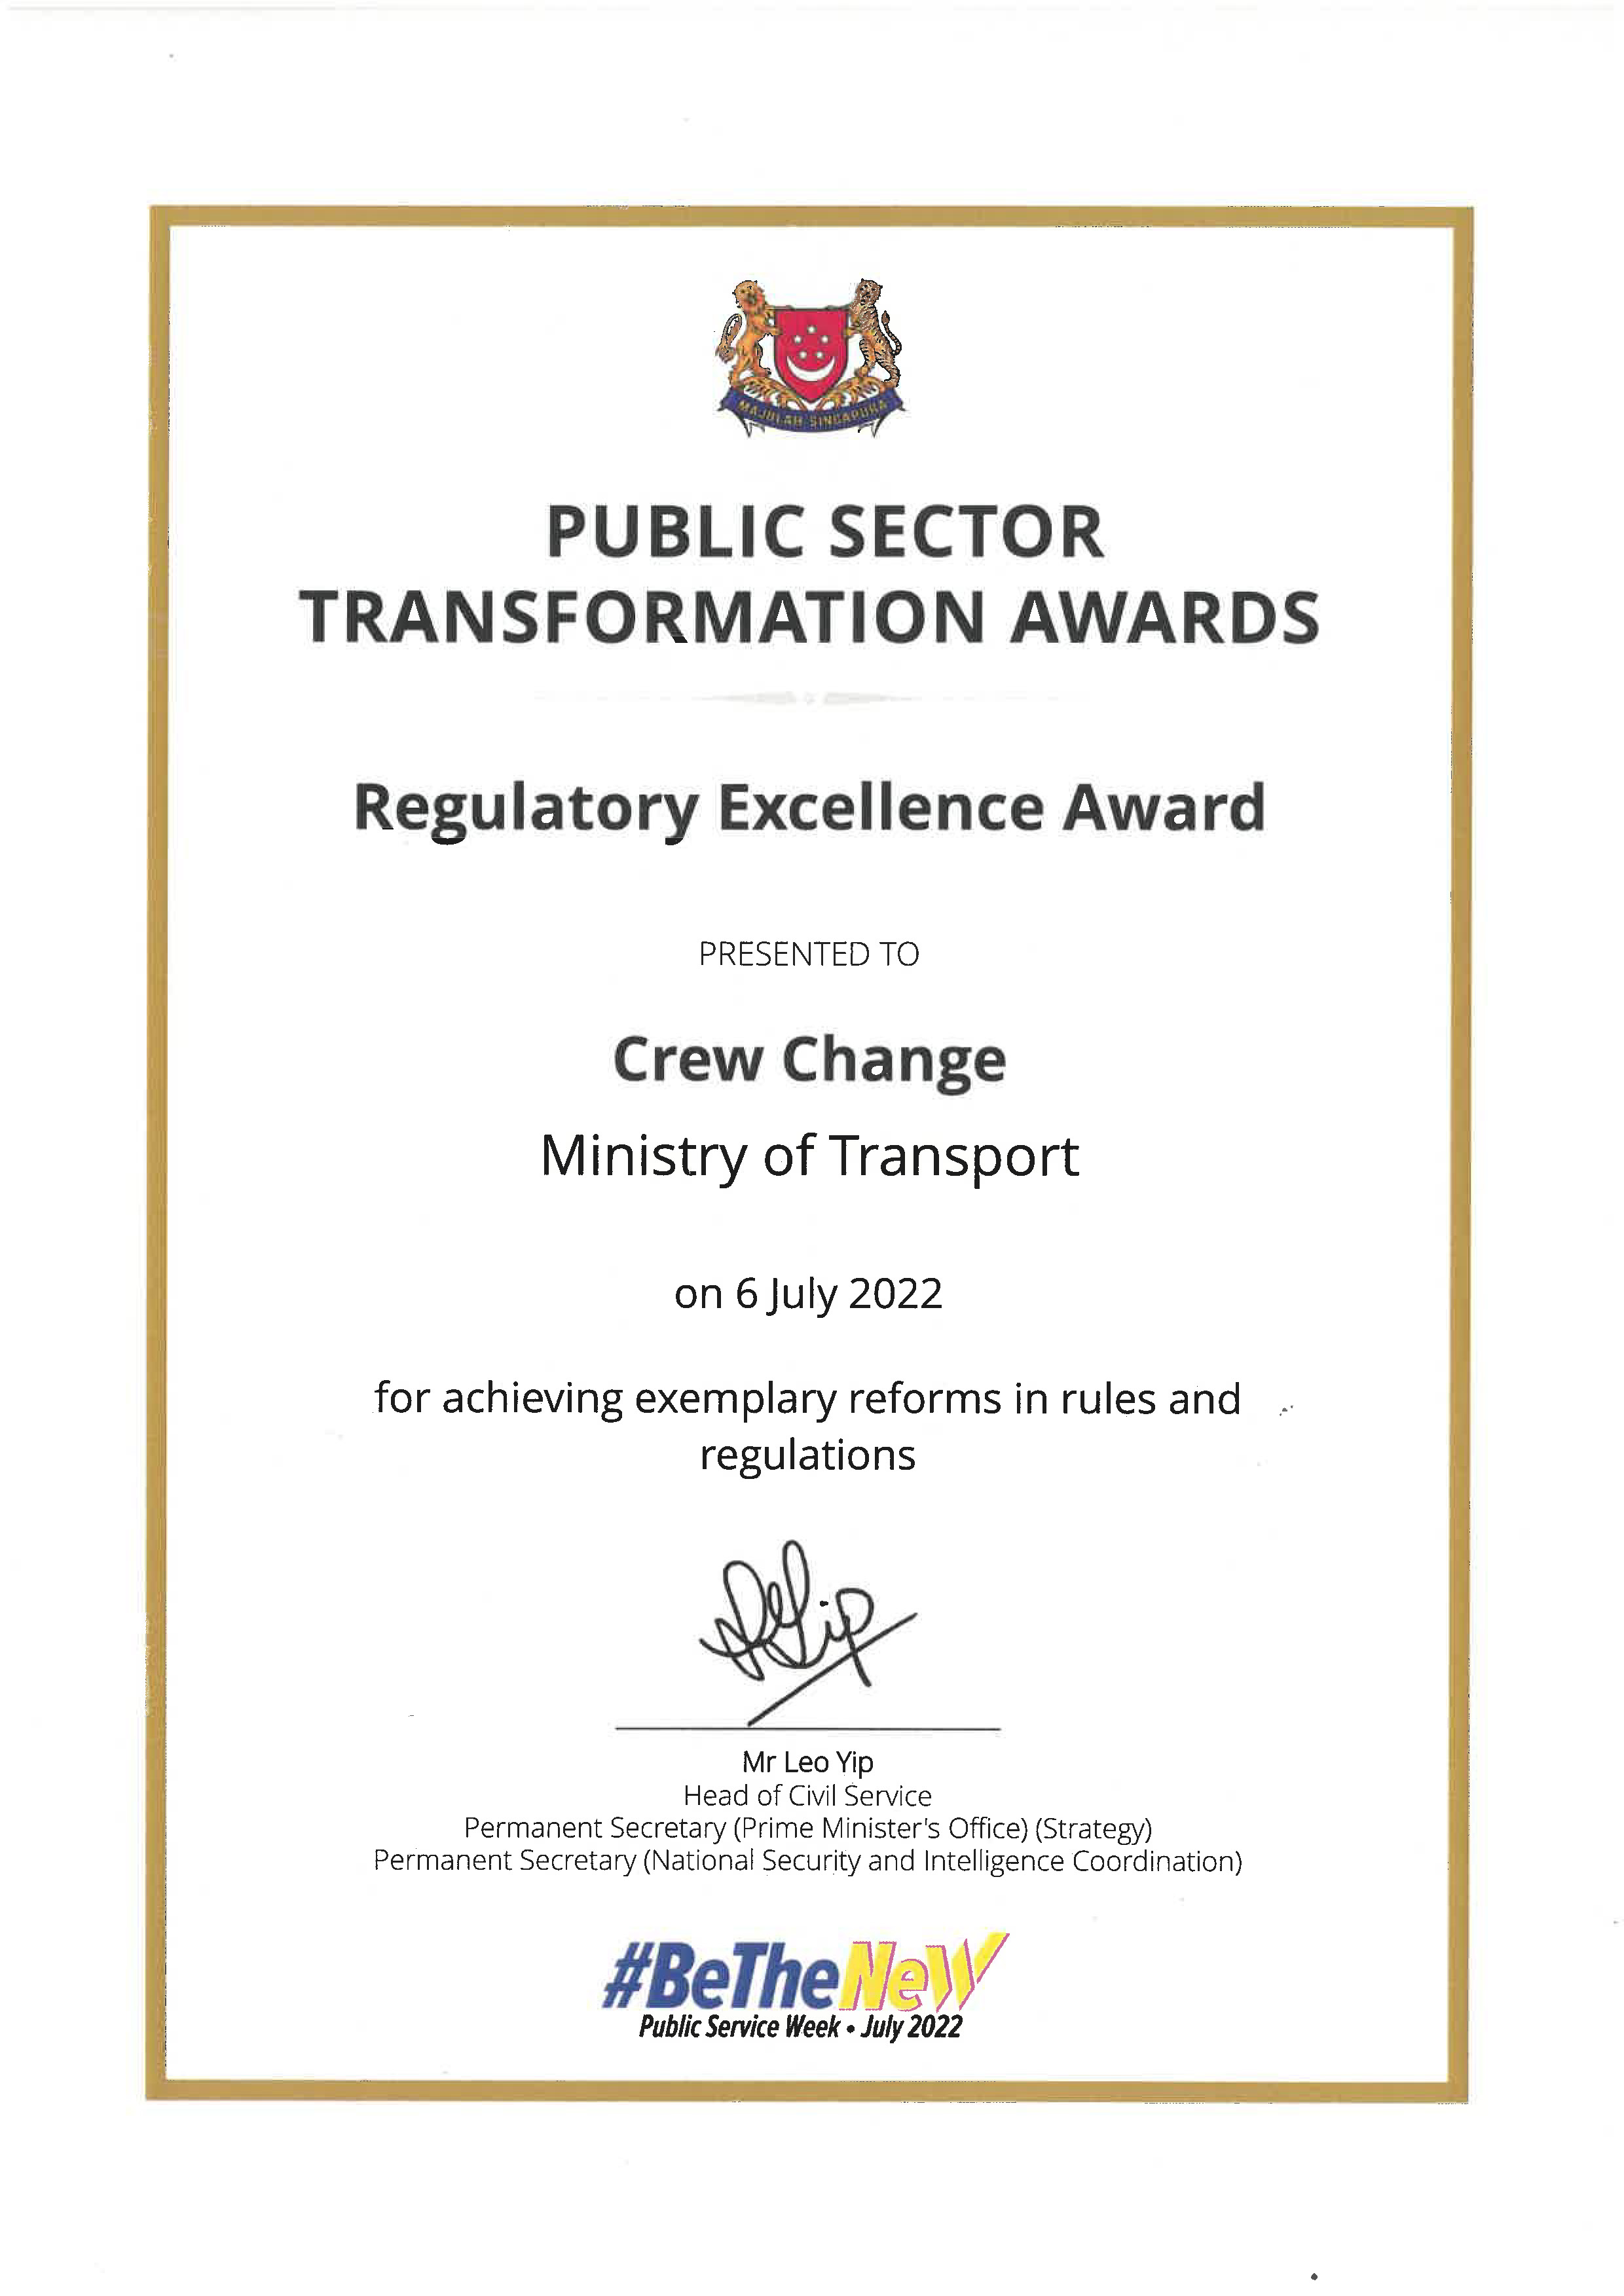 MAJULAH SINGAPURA
PUBLIC SECTOR
TRANSFORMATION AWARDS
Regulatory Excellence Award
PRESENTED TO
Crew Change
Ministry of Transport
on 6 July 2022
for achieving exemplary reforms in rules and
regulations
Mr Leo Yip
Head of Civil Service
Permanent Secretary (Prime Minister's Office) (Strategy)
Permanent Secretary (National Security and Intelligence Coordination)
#BeTheNeW
Public Service Week • July 2022